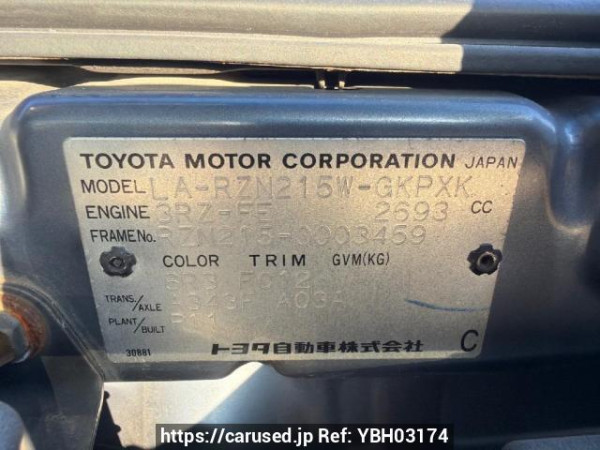 TOYOTA MOTOR CORPORATION JAPAN
MODEL LA-RZN215W-GKPXK
ENGINE 3RZ-FE 2693 CC
FRAME No. RZN215-0003459
COLOR TRIM GVM(KG)
FC12
TRANS./AXLE A03A
PLANT/BUILT
30881 トヨタ自動車株式会社 C
https://carused.jp Ref: YBH03174